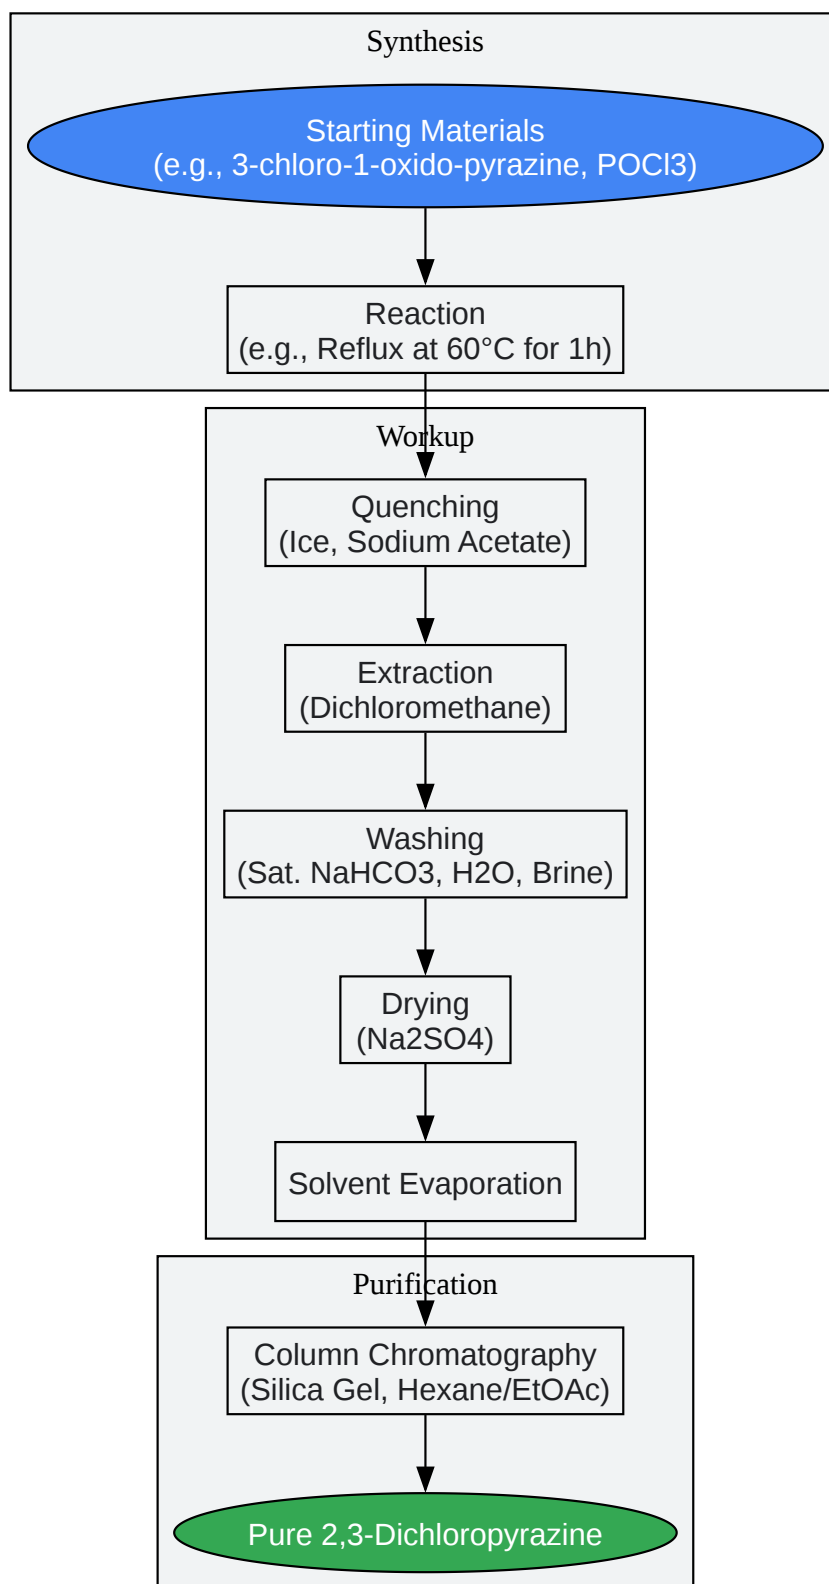 Synthesis
Starting Materials
(e.g., 3-chloro-1-oxido-pyrazine, POCl3)
Reaction
(e.g., Reflux at 60°C for 1h)
Workup
Quenching
(Ice, Sodium Acetate)
Extraction
(Dichloromethane)
Washing
(Sat. NaHCO3, H2O, Brine)
Drying
(Na2SO4)
Solvent Evaporation
Purification
Column Chromatography
(Silica Gel, Hexane/EtOAc)
Pure 2,3-Dichloropyrazine